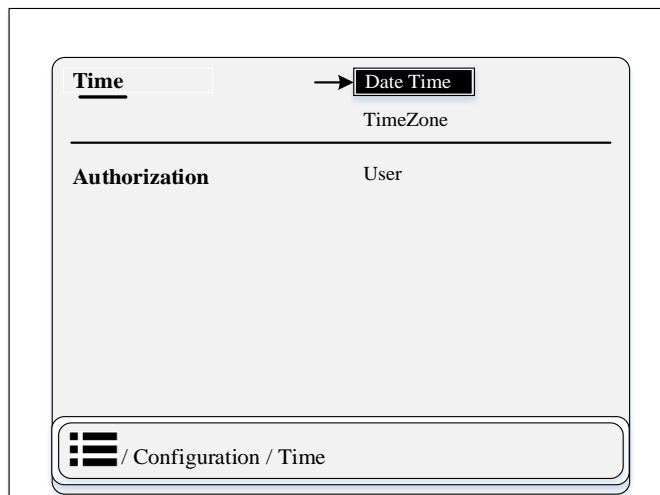 Time Date Time
TimeZone
Authorization User
/ Configuration / Time